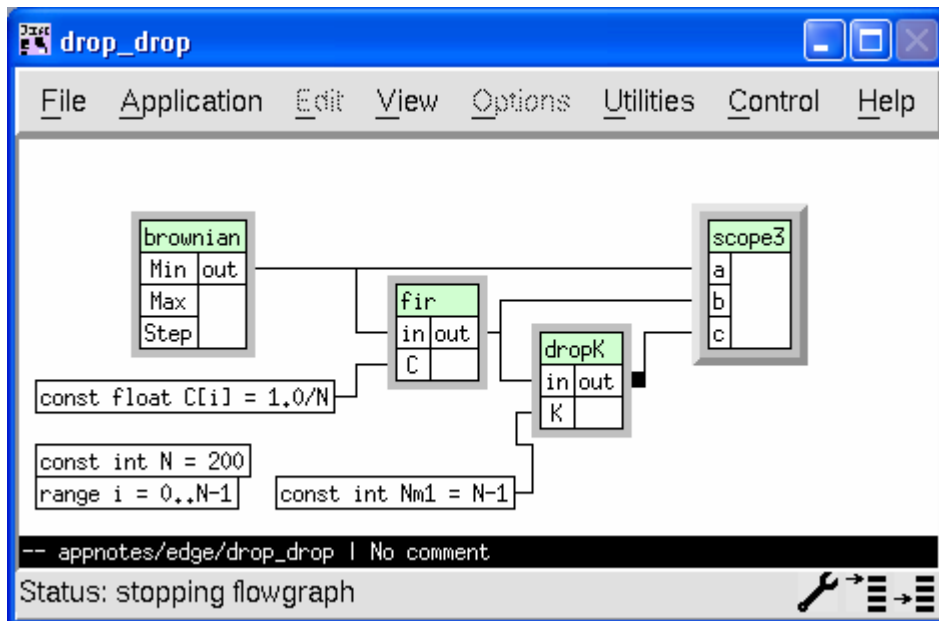 drop_drop
File Application Edit View Options Utilities Control Help
brownian
Min out
Max
Step
fir
in out
C
dropK
in out
K
scope3
a
b
c
const float C[i] = 1.0/N
const int N = 200
range i = 0..N-1
const int Nm1 = N-1
-- appnotes/edge/drop_drop | No comment
Status: stopping flowgraph